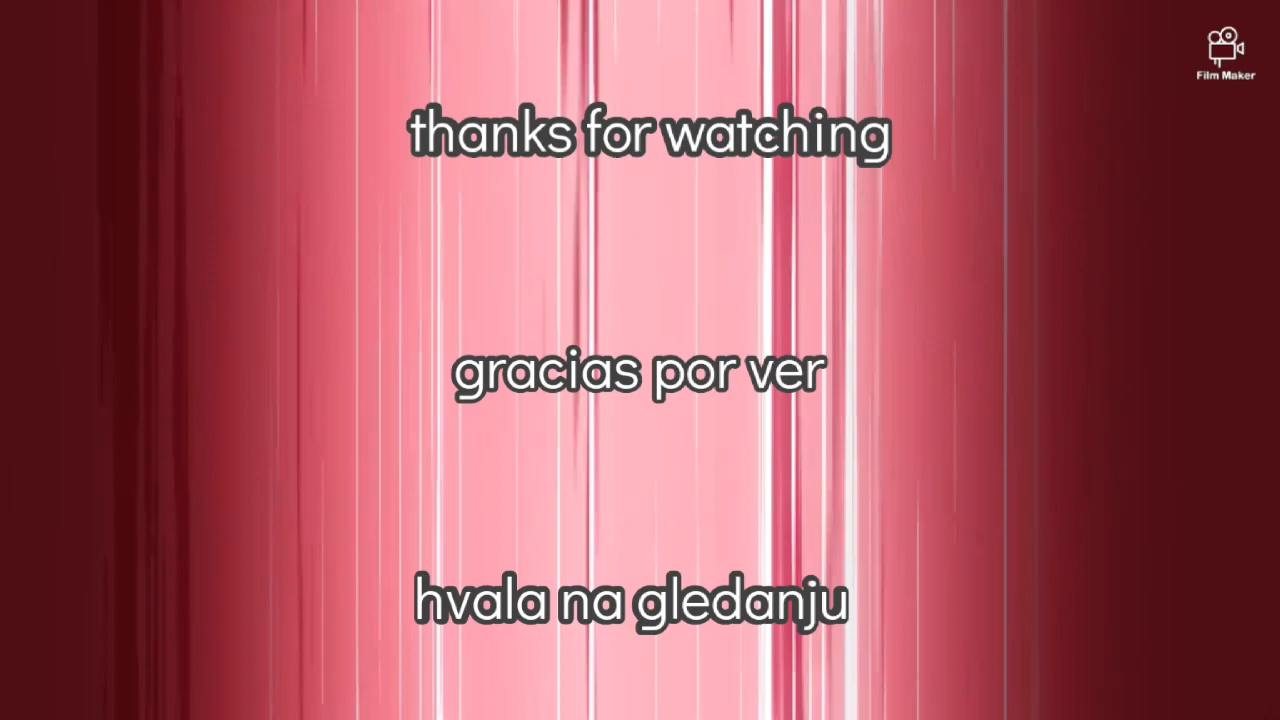 Film Maker
thanks for watching
gracias por ver
hvala na gledanju